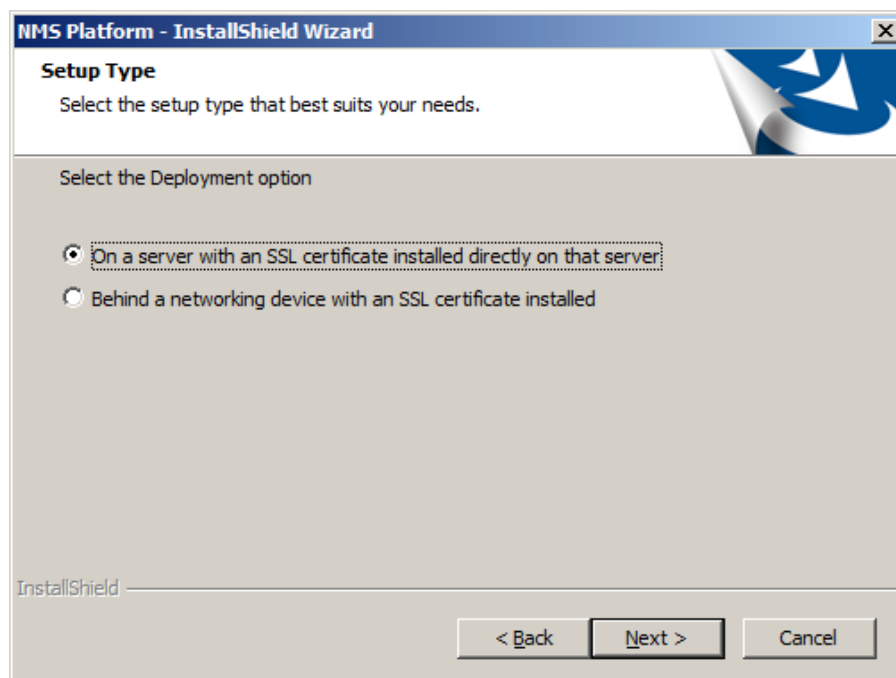 NMS Platform - InstallShield Wizard
Setup Type
Select the setup type that best suits your needs.
Select the Deployment option
On a server with an SSL certificate installed directly on that server
Behind a networking device with an SSL certificate installed
InstallShield
< Back Next > Cancel